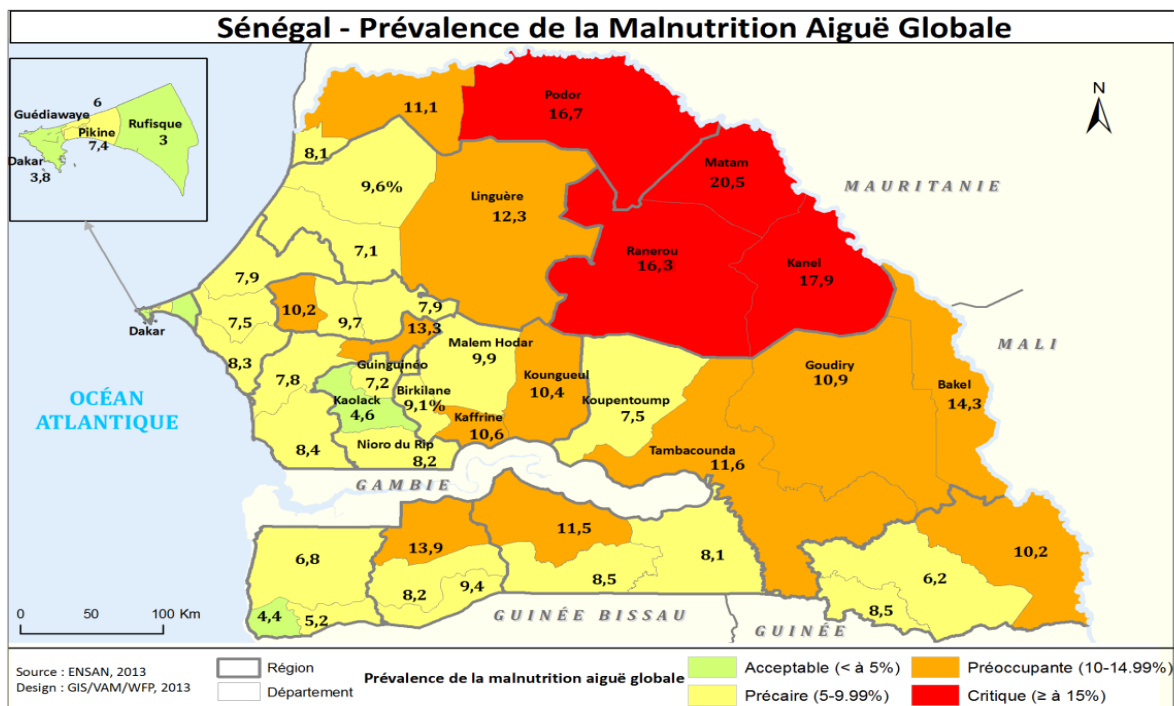 Sénégal - Prévalence de la Malnutrition Aiguë Globale
6
Guédiawaye
Rufisque
3
Pikine
7,4
Dakar
3,8
N
11,1
Podor
16,7
8,1
Matam
20,5
9,6%
MAURITANIE
Linguère
12,3
7,1
Ranerou
16,3
Kanel
17,9
7,9
10,2
7,9
Dakar
7,5
9,7
13,3
MALI
Malem Hodar
9,9
8,3
7,8
Guinguinéo
7,2
Koungueul
10,4
Goudiry
10,9
Bakel
14,3
OCÉAN
ATLANTIQUE
Kaolack
4,6
Birkilane
9,1%
Koupentoump
7,5
Kaffrine
10,6
8,4
Nioro du Rip
8,2
Tambacounda
11,6
GAMBIE
11,5
13,9
6,8
8,1
10,2
8,2
9,4
8,5
6,2
0 50 100 Km
4,4
5,2
8,5
GUINÉE BISSAU
GUINÉE
Source : ENSAN, 2013
Design : GIS/VAM/WFP, 2013
Région
Département
Prévalence de la malnutrition aiguë globale
Acceptable (< à 5%)
Précaire (5-9.99%)
Préoccupante (10-14.99%)
Critique (≥ à 15%)